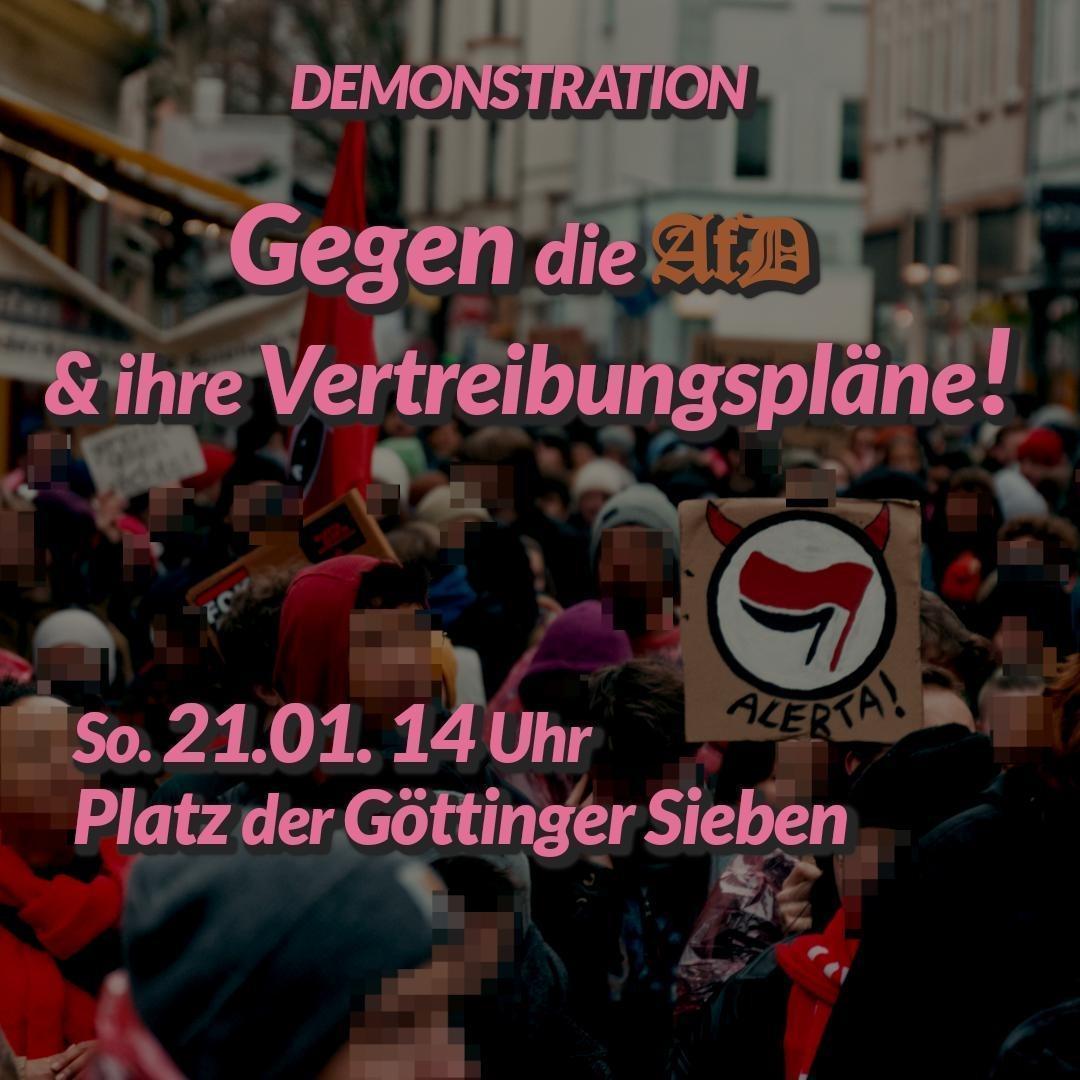 DEMONSTRATION
Gegen die AfD
& ihre Vertreibungspläne!
ALERTA!
So. 21.01. 14 Uhr
Platz der Göttinger Sieben